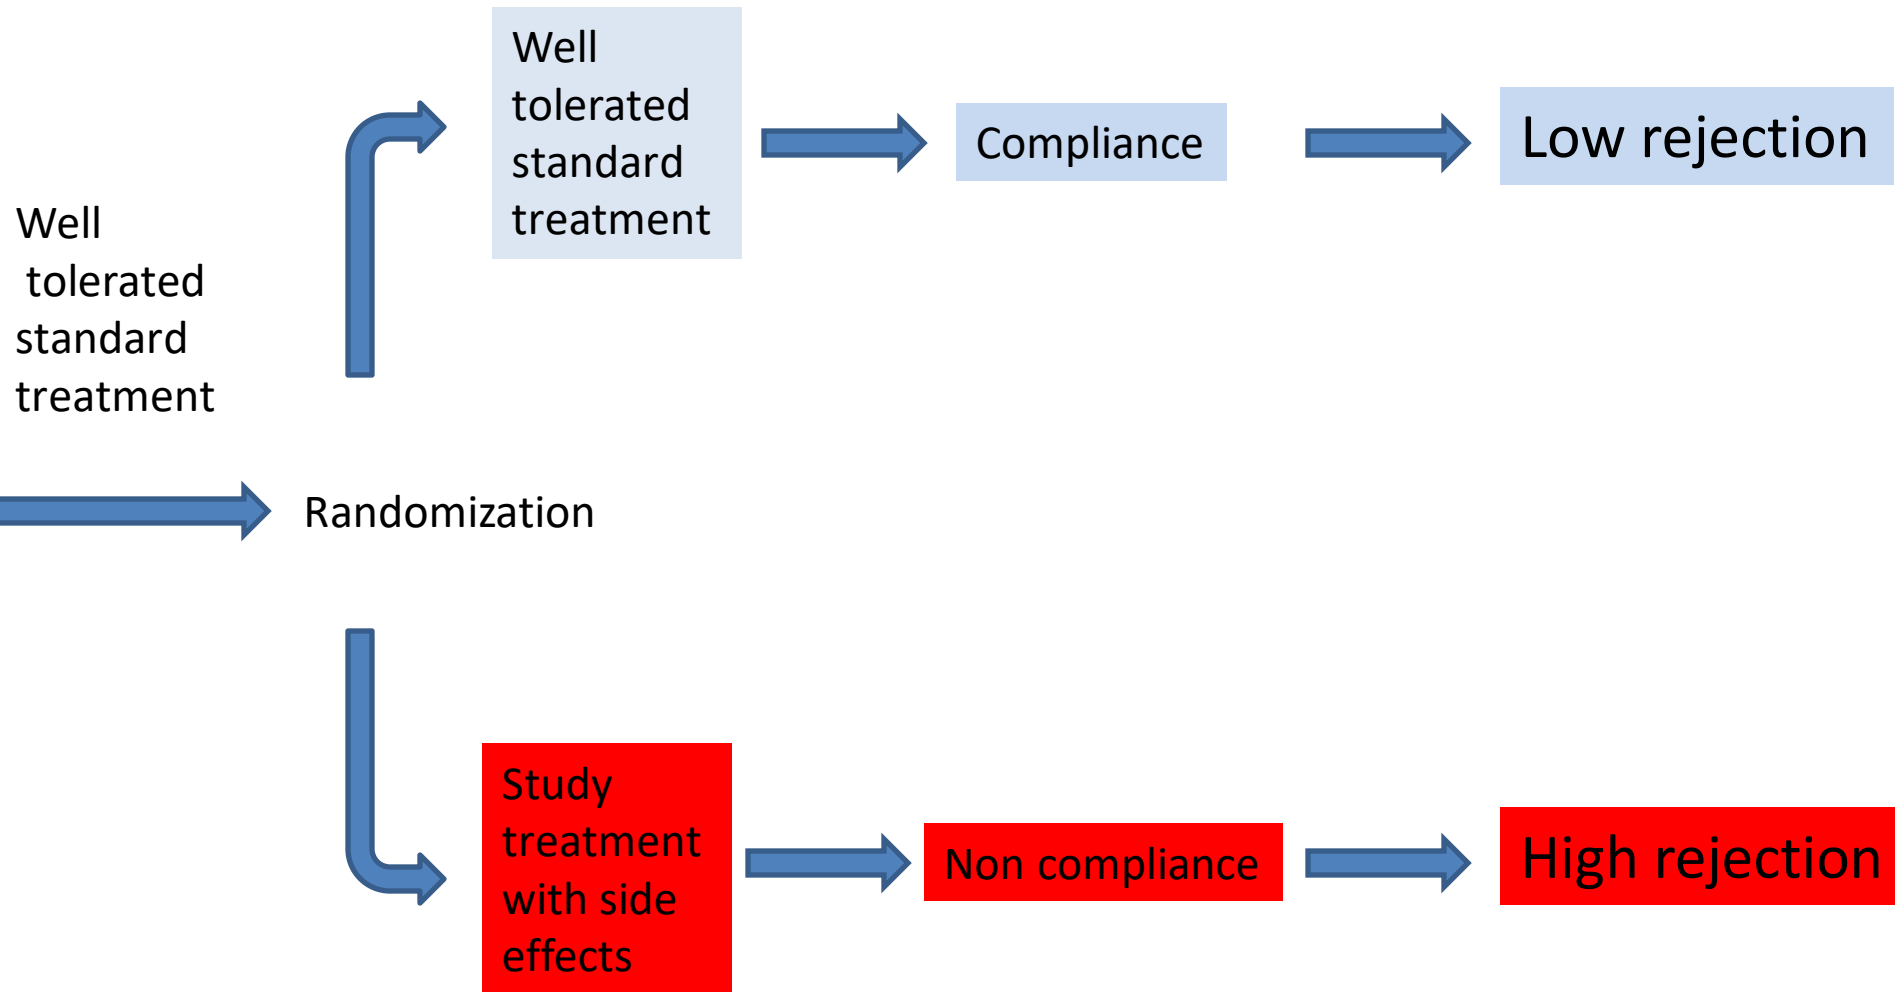 Well
tolerated
standard
treatment
Randomization
Well
tolerated
standard
treatment
Compliance
Low rejection
Study
treatment
with side
effects
Non compliance
High rejection